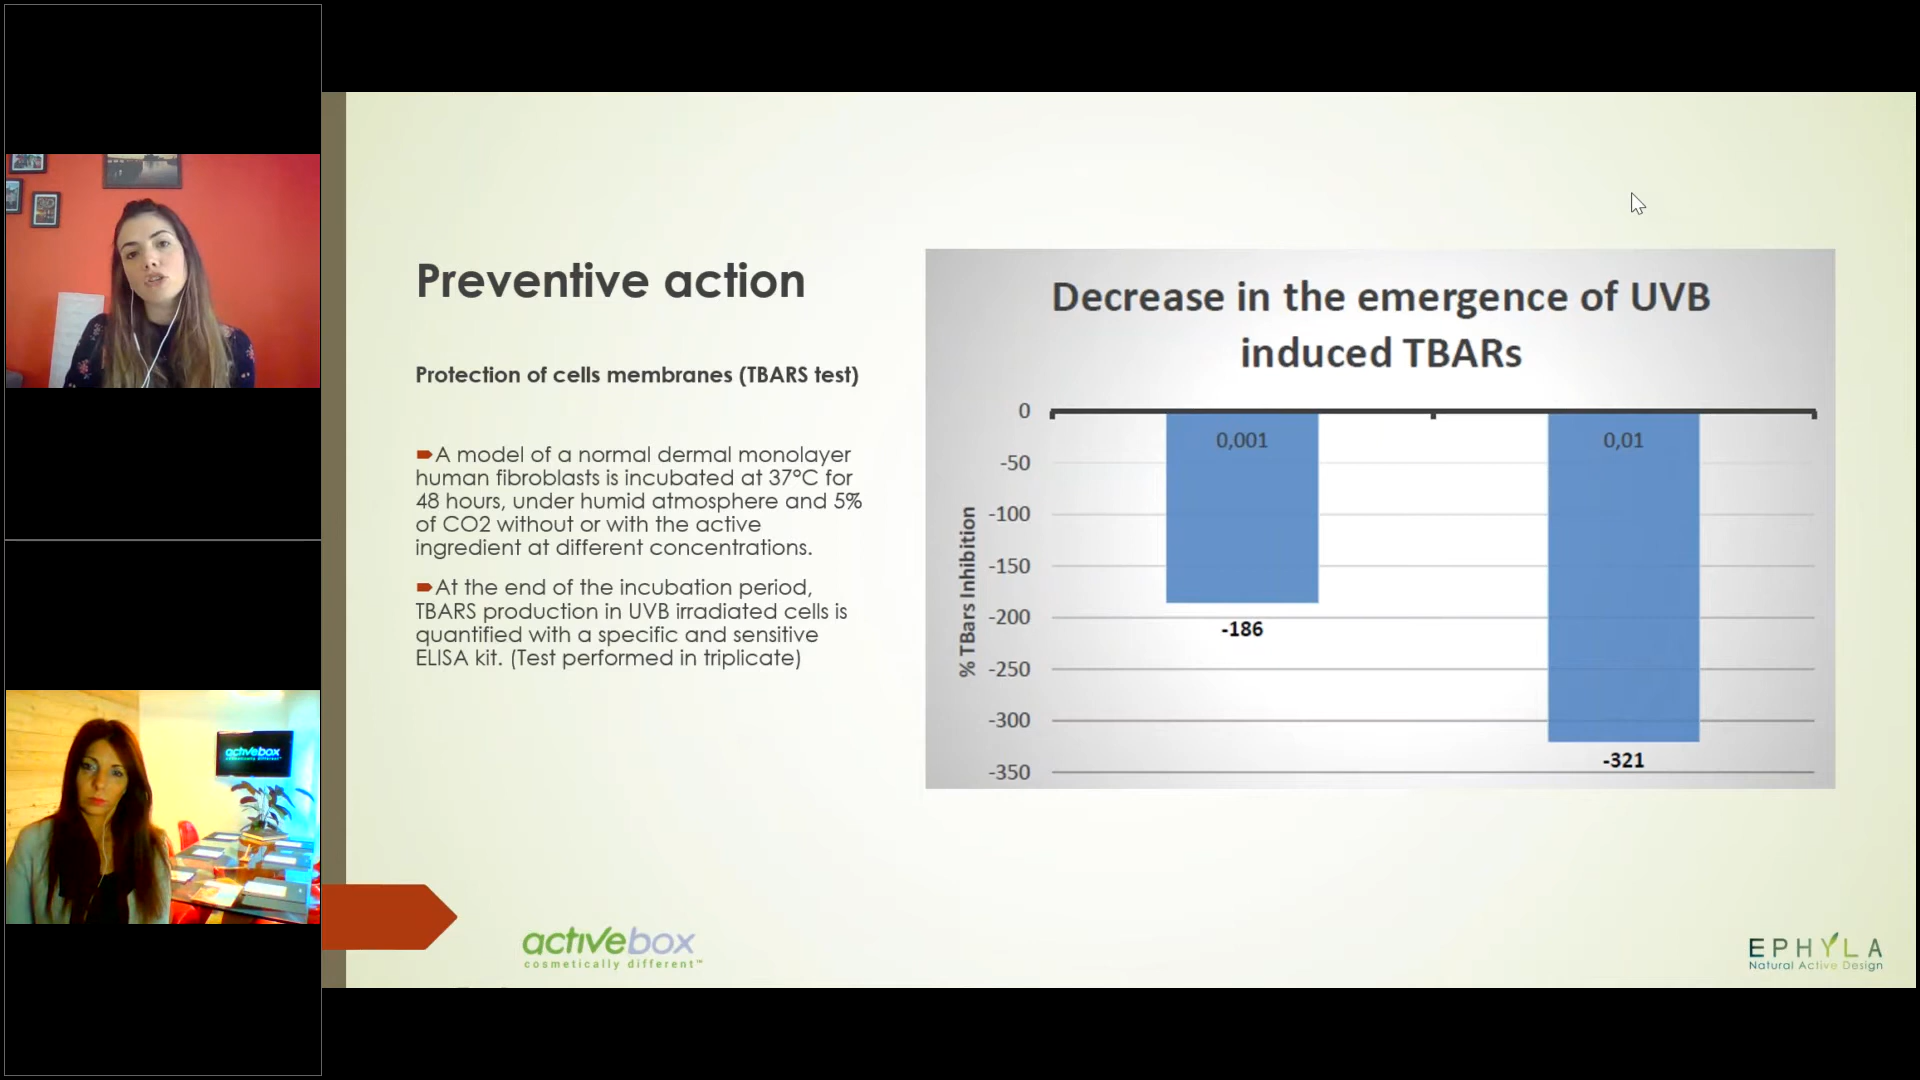 Preventive action
Protection of cells membranes (TBARS test)
A model of a normal dermal monolayer
human fibroblasts is incubated at 37°C for
48 hours, under humid atmosphere and 5%
of CO2 without or with the active
ingredient at different concentrations.
At the end of the incubation period,
TBARS production in UVB irradiated cells is
quantified with a specific and sensitive
ELISA kit. (Test performed in triplicate)
Decrease in the emergence of UVB
induced TBARs
% TBars Inhibition
0
-50
-100
-150
-200
-250
-300
-350
0,001
0,01
-186
-321
activebox
cosmetically different™
EPHYLA
Natural Active Design
activebox
cosmetically different™